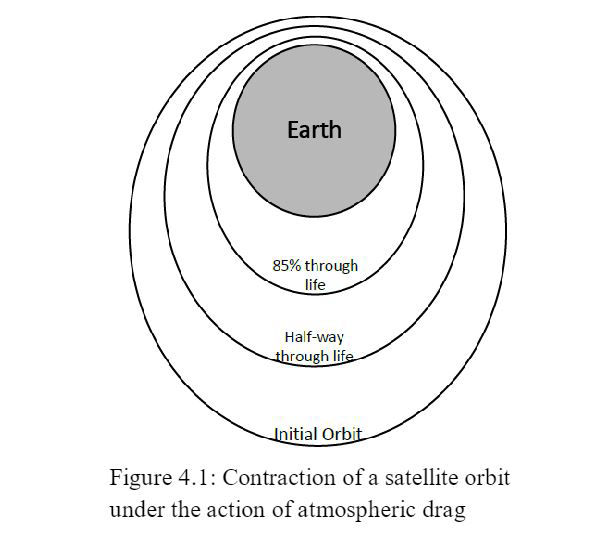 Earth
85% through
life
Half-way
through life
Initial Orbit
Figure 4.1: Contraction of a satellite orbit
under the action of atmospheric drag